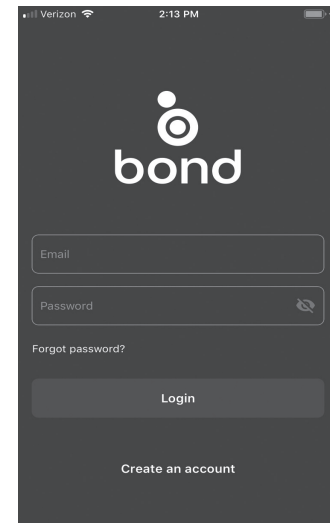 Verizon 2:13 PM
bond
Email
Password
Forgot password?
Login
Create an account